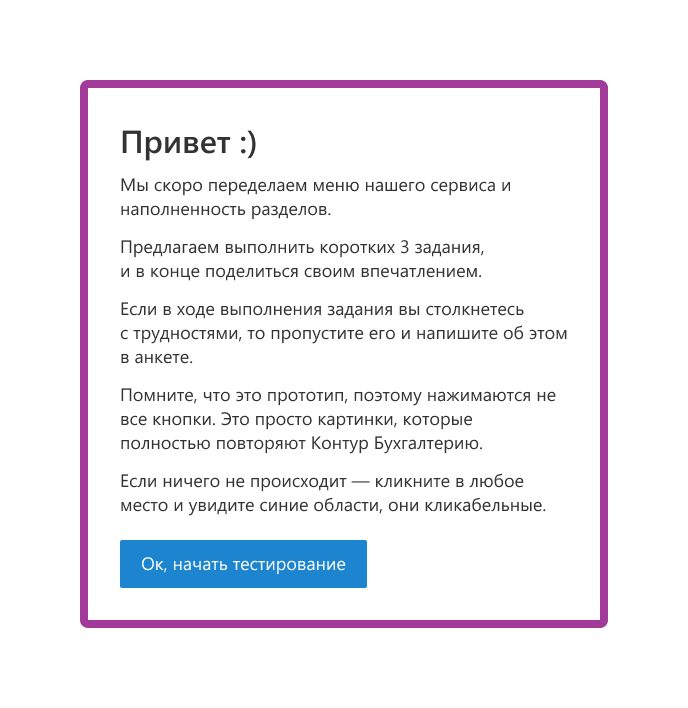 Привет :)
Мы скоро переделаем меню нашего сервиса и
наполненность разделов.
Предлагаем выполнить коротких 3 задания,
и в конце поделиться своим впечатлением.
Если в ходе выполнения задания вы столкнетесь
с трудностями, то пропустите его и напишите об этом
в анкете.
Помните, что это прототип, поэтому нажимаются не
все кнопки. Это просто картинки, которые
полностью повторяют Контур Бухгалтерию.
Если ничего не происходит — кликните в любое
место и увидите синие области, они кликабельные.
Ок, начать тестирование